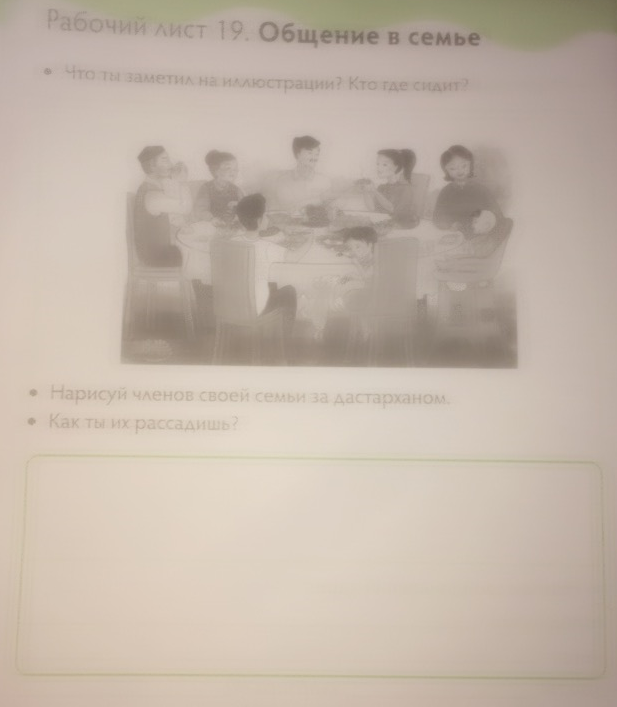 Рабочий лист 19. Общение в семье
• Что ты заметил на иллюстрации? Кто где сидит?
• Нарисуй членов своей семьи за дастарханом.
• Как ты их рассадишь?